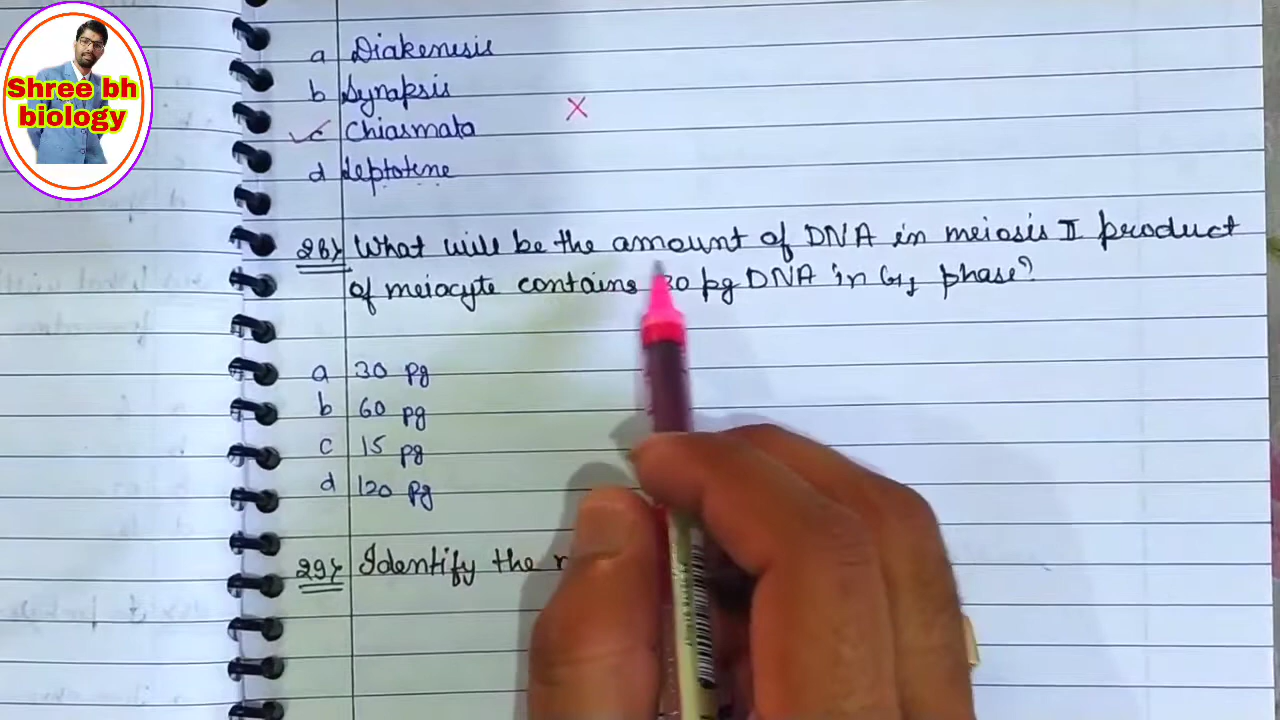 Shree bh
biology
a Diakenesis
b Synapsis
c Chiasmata
d Leptotene
28> What will be the amount of DNA in meiosis II product
of meiocyte contains 30 pg DNA in G1 phase?
a 30 pg
b 60 pg
c 15 pg
d 120 pg
29> Identify the